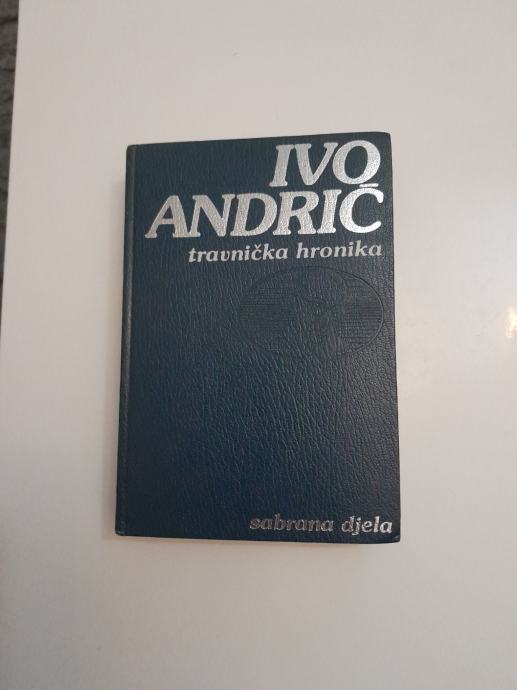 IVO
ANDRIĆ
travnička hronika
sabrana djela